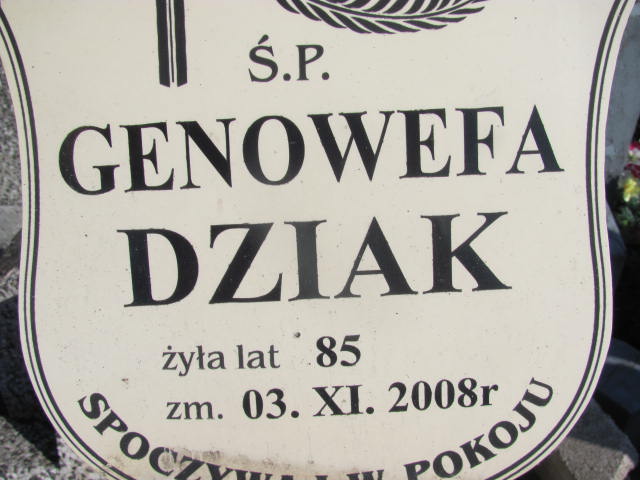 Ś.P.
GENOWEFA
DZIAK
żyła lat 85
zm. 03. XI. 2008r
SPOCZYWAJ W POKOJU